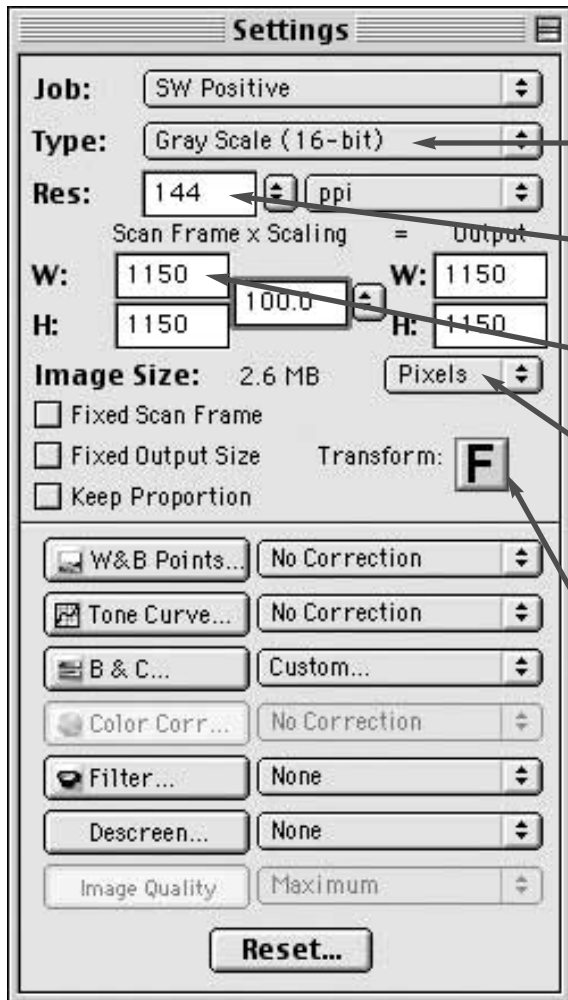 Settings
Job: SW Positive
Type: Gray Scale (16-bit)
Res: 144 ppi
Scan Frame x Scaling = Output
W: 1150 100.0 W: 1150
H: 1150 H: 1150
Image Size: 2.6 MB Pixels
Fixed Scan Frame
Fixed Output Size Transform: F
Keep Proportion
W&B Points... No Correction
Tone Curve... No Correction
B & C... Custom...
Color Corr... No Correction
Filter... None
Descreen... None
Image Quality Maximum
Reset...